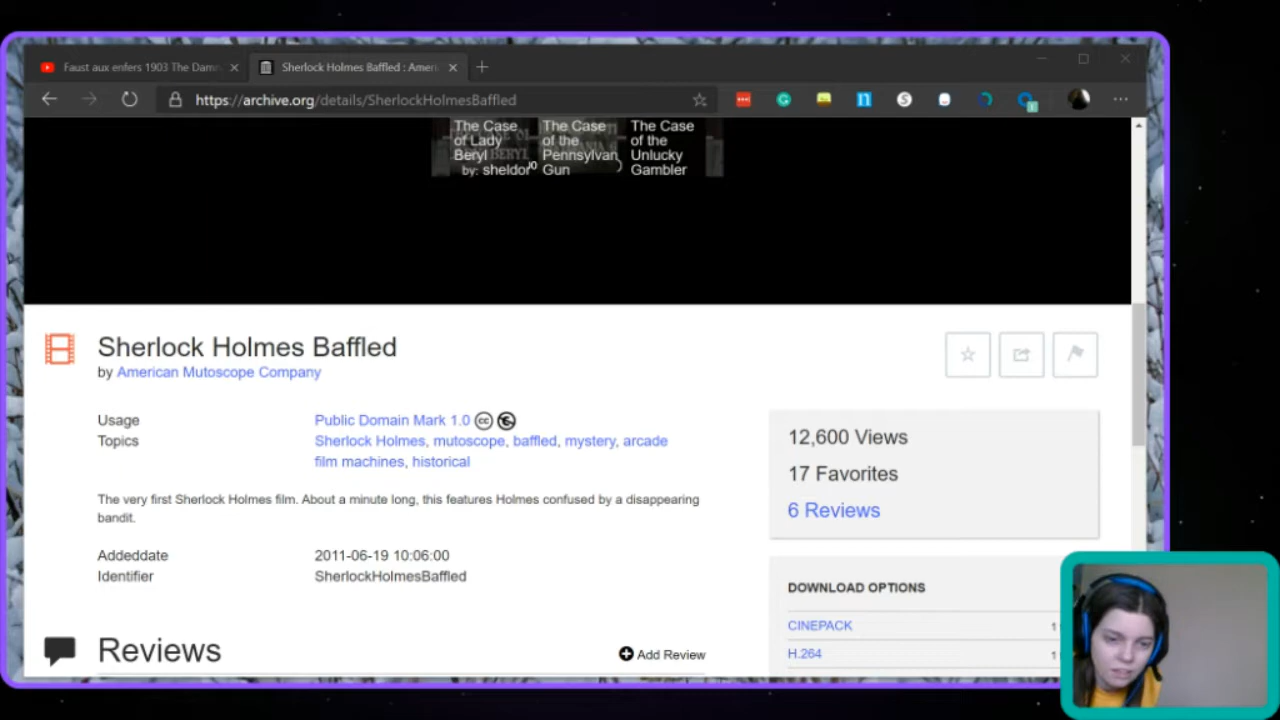 Faust aux enfers 1903 The Damn
Sherlock Holmes Baffled : Ameri
https://archive.org/details/SherlockHolmesBaffled
The Case
of Lady
Beryl
by: sheldor
The Case
of the
Pennsylvan
Gun
The Case
of the
Unlucky
Gambler
Sherlock Holmes Baffled
by American Mutoscope Company
Usage
Public Domain Mark 1.0
Topics
Sherlock Holmes, mutoscope, baffled, mystery, arcade
film machines, historical
The very first Sherlock Holmes film. About a minute long, this features Holmes confused by a disappearing
bandit.
Addeddate
2011-06-19 10:06:00
Identifier
SherlockHolmesBaffled
12,600 Views
17 Favorites
6 Reviews
DOWNLOAD OPTIONS
CINEPACK
1
H.264
1
Reviews
Add Review